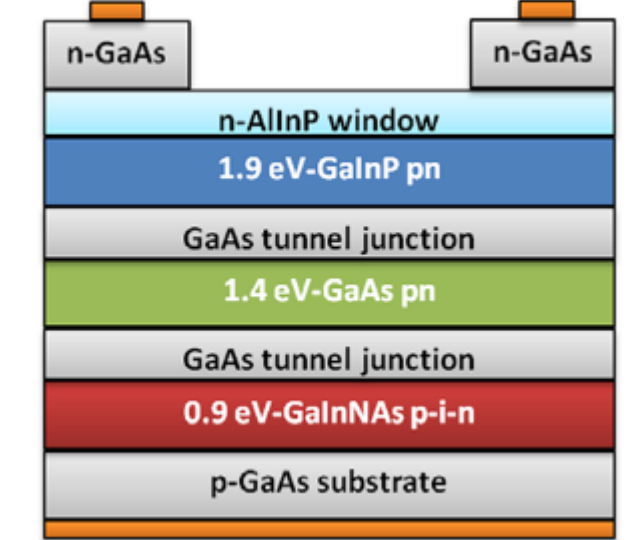 n-GaAs
n-GaAs
n-AlInP window
1.9 eV-GaInP pn
GaAs tunnel junction
1.4 eV-GaAs pn
GaAs tunnel junction
0.9 eV-GaInNAs p-i-n
p-GaAs substrate